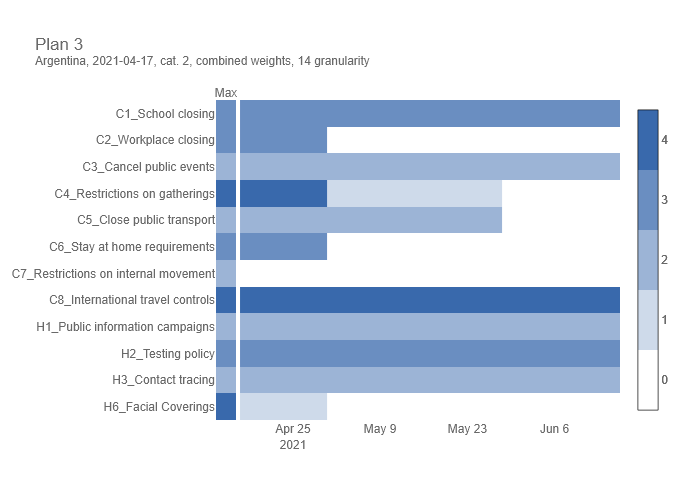 Plan 3
Argentina, 2021-04-17, cat. 2, combined weights, 14 granularity
Max
C1_School closing
C2_Workplace closing
C3_Cancel public events
C4_Restrictions on gatherings
C5_Close public transport
C6_Stay at home requirements
C7_Restrictions on internal movement
C8_International travel controls
H1_Public information campaigns
H2_Testing policy
H3_Contact tracing
H6_Facial Coverings
Apr 25 May 9 May 23 Jun 6
2021
4
3
2
1
0